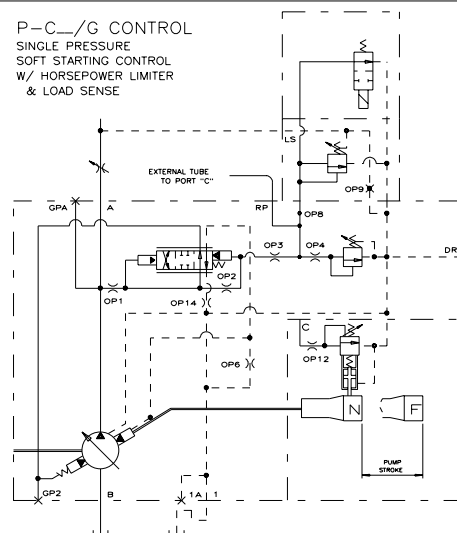 P-C__/G CONTROL
SINGLE PRESSURE
SOFT STARTING CONTROL
W/ HORSEPOWER LIMITER
& LOAD SENSE
LS
EXTERNAL TUBE
TO PORT "C"
OP9
GPA
A
RP
OP8
DR
OP3
OP4
OP2
OP1
OP14
C
OP6
OP12
N
F
PUMP
STROKE
GP2
B
1A
1